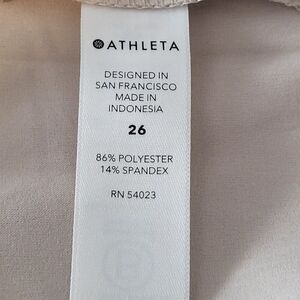 ATHLETA
DESIGNED IN
SAN FRANCISCO
MADE IN
INDONESIA
26
86% POLYESTER
14% SPANDEX
RN 54023